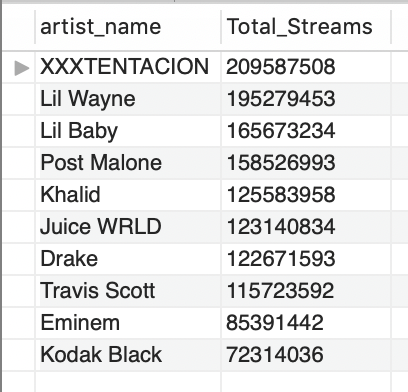 artist_name Total_Streams
XXXTENTACION 209587508
Lil Wayne 195279453
Lil Baby 165673234
Post Malone 158526993
Khalid 125583958
Juice WRLD 123140834
Drake 122671593
Travis Scott 115723592
Eminem 85391442
Kodak Black 72314036